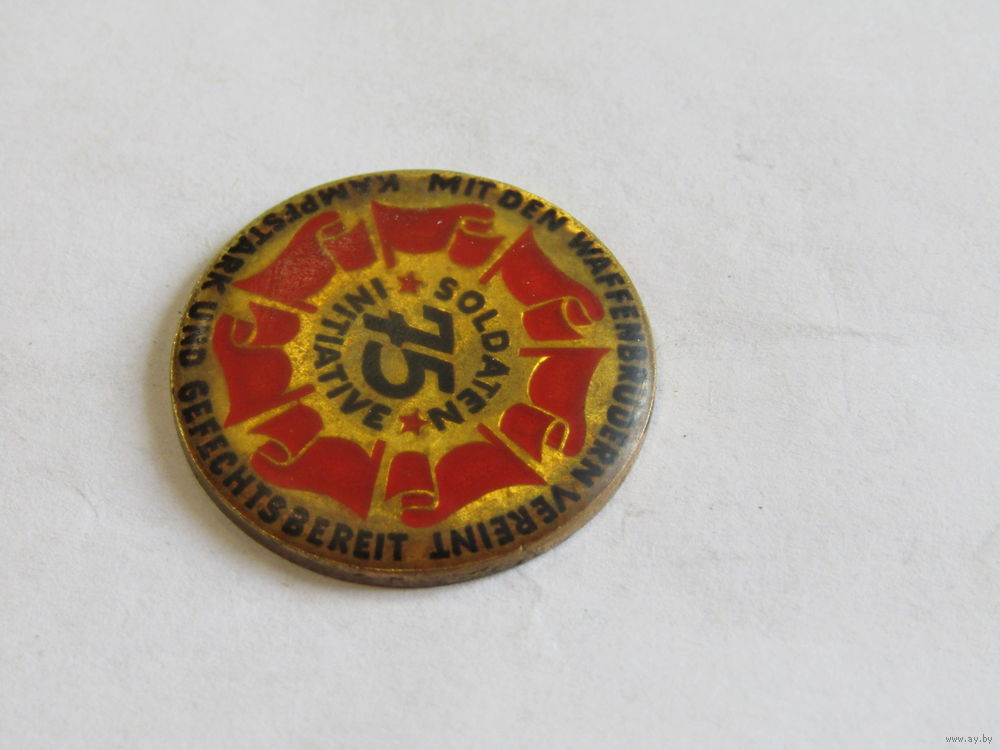 MIT DEN WAFFENBRÜDERN VEREINT
KAMPFSTARK UND GEFECHTSBEREIT
SOLDATEN
INITIATIVE
75
www.ay.by